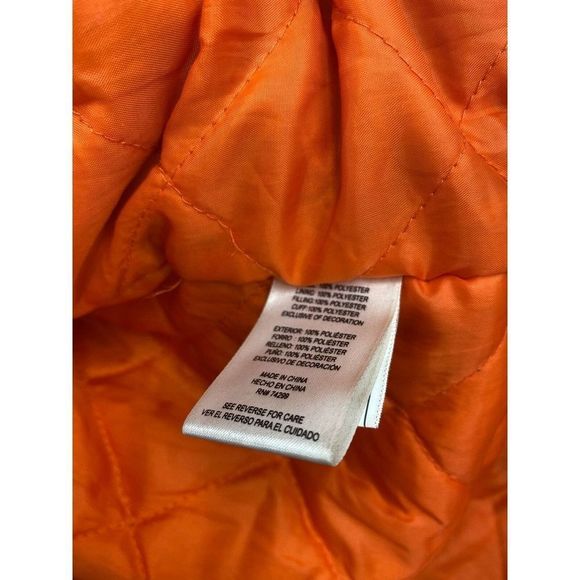 100% POLYESTER
LINING: 100% POLYESTER
FILLING:100% POLYESTER
CUFF:100% POLYESTER
EXCLUSIVE OF DECORATION
EXTERIOR: 100% POLIÉSTER
FORRO : 100% POLIÉSTER
RELLENO: 100% POLIÉSTER
PUÑO: 100% POLIÉSTER
EXCLUSIVO DE DECORACIÓN
MADE IN CHINA
HECHO EN CHINA
RN# 74299
SEE REVERSE FOR CARE
VER EL REVERSO PARA EL CUIDADO